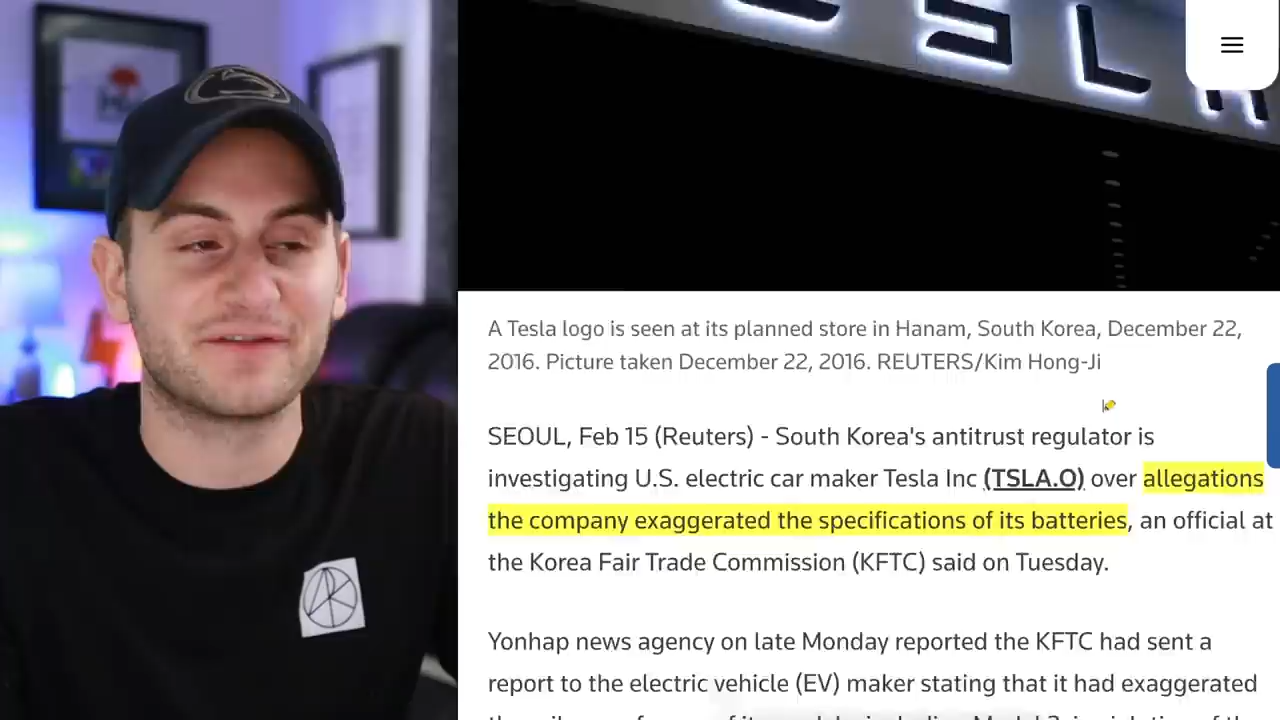 ESLA
A Tesla logo is seen at its planned store in Hanam, South Korea, December 22,
2016. Picture taken December 22, 2016. REUTERS/Kim Hong-Ji
SEOUL, Feb 15 (Reuters) - South Korea's antitrust regulator is
investigating U.S. electric car maker Tesla Inc (TSLA.O) over allegations
the company exaggerated the specifications of its batteries, an official at
the Korea Fair Trade Commission (KFTC) said on Tuesday.
Yonhap news agency on late Monday reported the KFTC had sent a
report to the electric vehicle (EV) maker stating that it had exaggerated